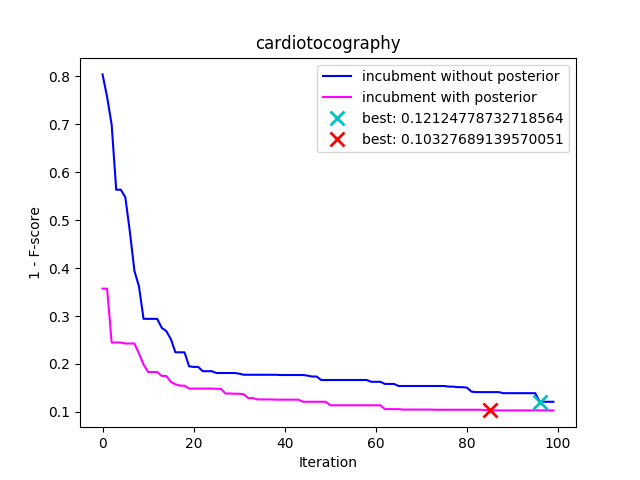 cardiotocography
incubment without posterior
incubment with posterior
best: 0.12124778732718564
best: 0.10327689139570051
1 - F-score
0.8
0.7
0.6
0.5
0.4
0.3
0.2
0.1
0
20
40
60
80
100
Iteration